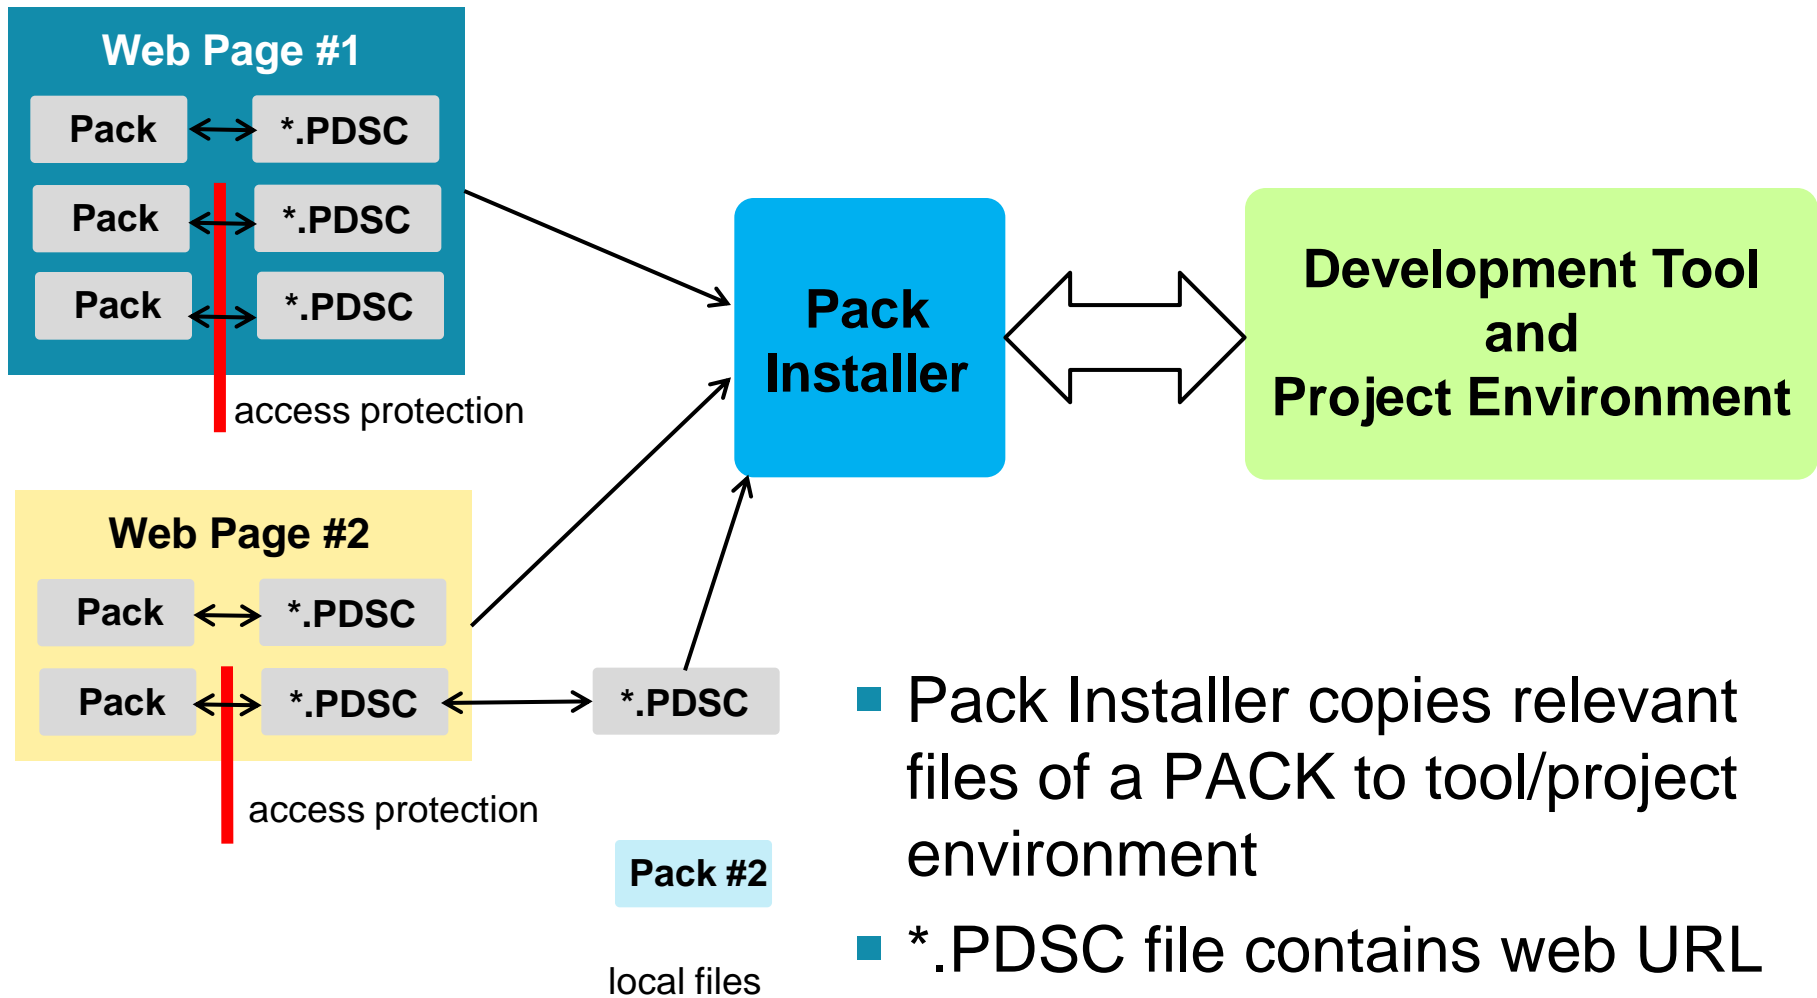 Web Page #1
Pack
*.PDSC
Pack
*.PDSC
Pack
*.PDSC
access protection
Web Page #2
Pack
*.PDSC
Pack
*.PDSC
access protection
*.PDSC
Pack #2
local files
Pack
Installer
Development Tool
and
Project Environment
Pack Installer copies relevant
files of a PACK to tool/project
environment
*.PDSC file contains web URL